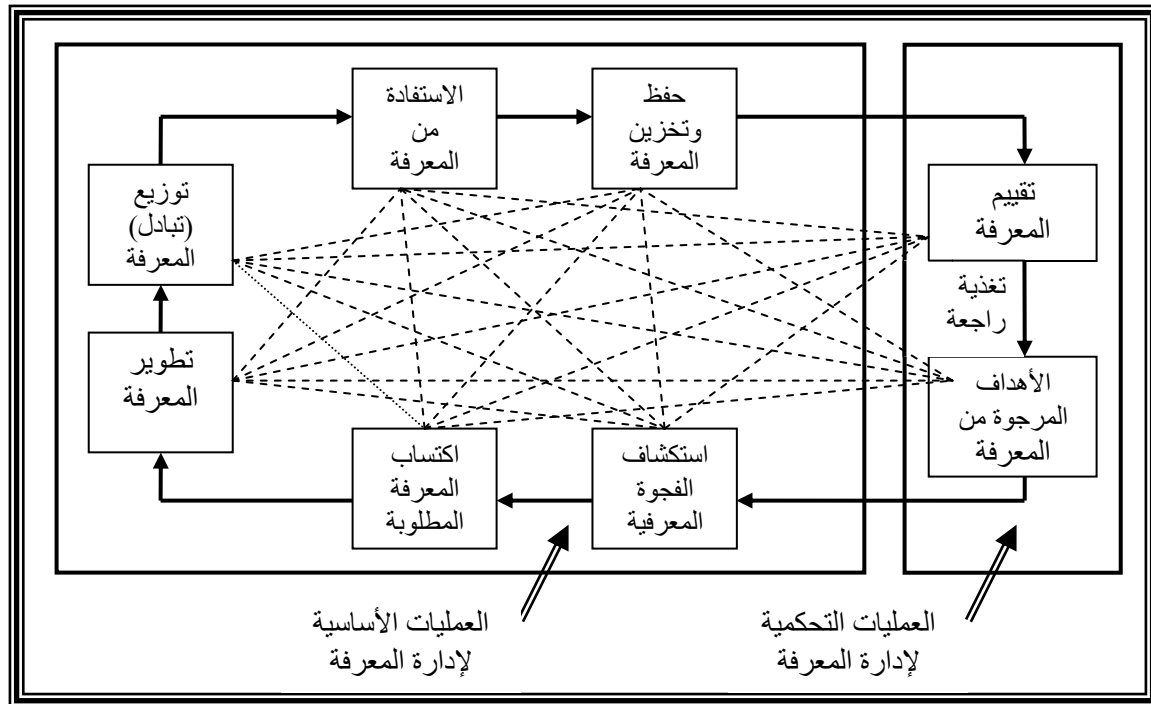 الاستفادة
من
المعرفة
حفظ
وتخزين
المعرفة
تقييم
المعرفة
توزيع
(تبادل)
المعرفة
تغذية
راجعة
تطوير
المعرفة
الأهداف
المرجوة من
المعرفة
استكشاف
الفجوة
المعرفية
اكتساب
المعرفة
المطلوبة
العمليات التحكمية
لإدارة المعرفة
العمليات الأساسية
لإدارة المعرفة